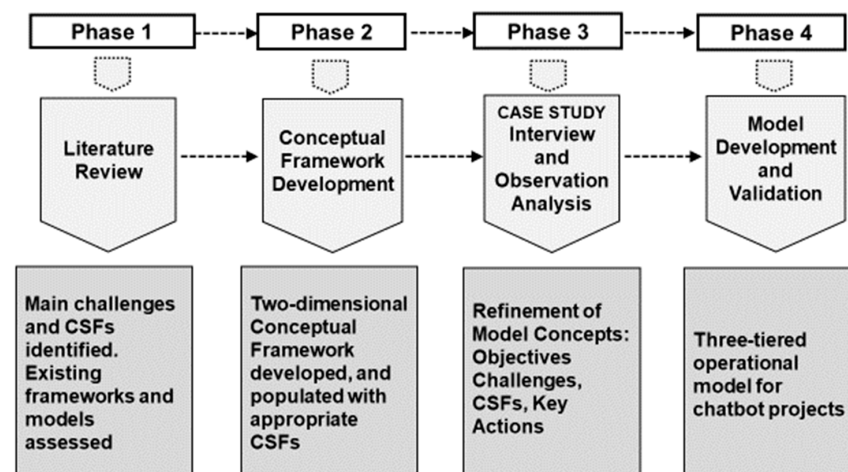 Phase 1
Phase 2
Phase 3
Phase 4
Literature
Review
Conceptual
Framework
Development
CASE STUDY
Interview
and
Observation
Analysis
Model
Development
and
Validation
Main challenges
and CSFs
identified.
Existing
frameworks and
models
assessed
Two-dimensional
Conceptual
Framework
developed, and
populated with
appropriate
CSFs
Refinement of
Model Concepts:
Objectives
Challenges,
CSFs, Key
Actions
Three-tiered
operational
model for
chatbot projects